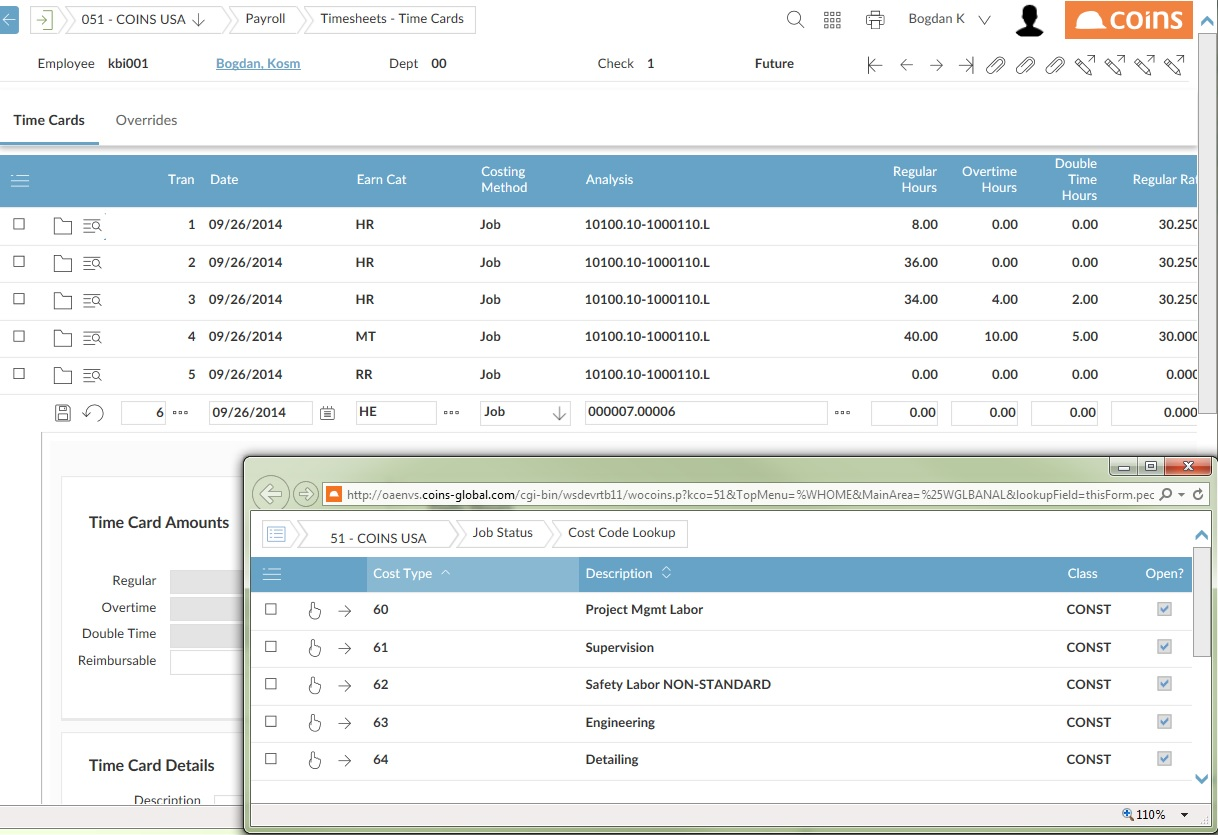 051 - COINS USA
Payroll
Timesheets - Time Cards
Bogdan K
coins
Employee kbi001 Bogdan, Kosm Dept 00 Check 1 Future
Time Cards Overrides
Tran Date Earn Cat Costing Method Analysis Regular Hours Overtime Hours Double Time Hours Regular Rat
1 09/26/2014 HR Job 10100.10-1000110.L 8.00 0.00 0.00 30.250
2 09/26/2014 HR Job 10100.10-1000110.L 36.00 0.00 0.00 30.250
3 09/26/2014 HR Job 10100.10-1000110.L 34.00 4.00 2.00 30.250
4 09/26/2014 MT Job 10100.10-1000110.L 40.00 10.00 5.00 30.000
5 09/26/2014 RR Job 10100.10-1000110.L 0.00 0.00 0.00 0.000
6 09/26/2014 HE Job 000007.00006 0.00 0.00 0.00 0.000
Time Card Amounts
Regular
Overtime
Double Time
Reimbursable
Time Card Details
Description
http://oaenvs.coins-global.com/cgi-bin/wsdevrtb11/wocoins.p?kco=51&TopMenu=%WHOME&MainArea=%25WGLBANAL&lookupField=thisForm.pec
51 - COINS USA
Job Status
Cost Code Lookup
Cost Type Description Class Open?
60 Project Mgmt Labor CONST
61 Supervision CONST
62 Safety Labor NON-STANDARD CONST
63 Engineering CONST
64 Detailing CONST
110%